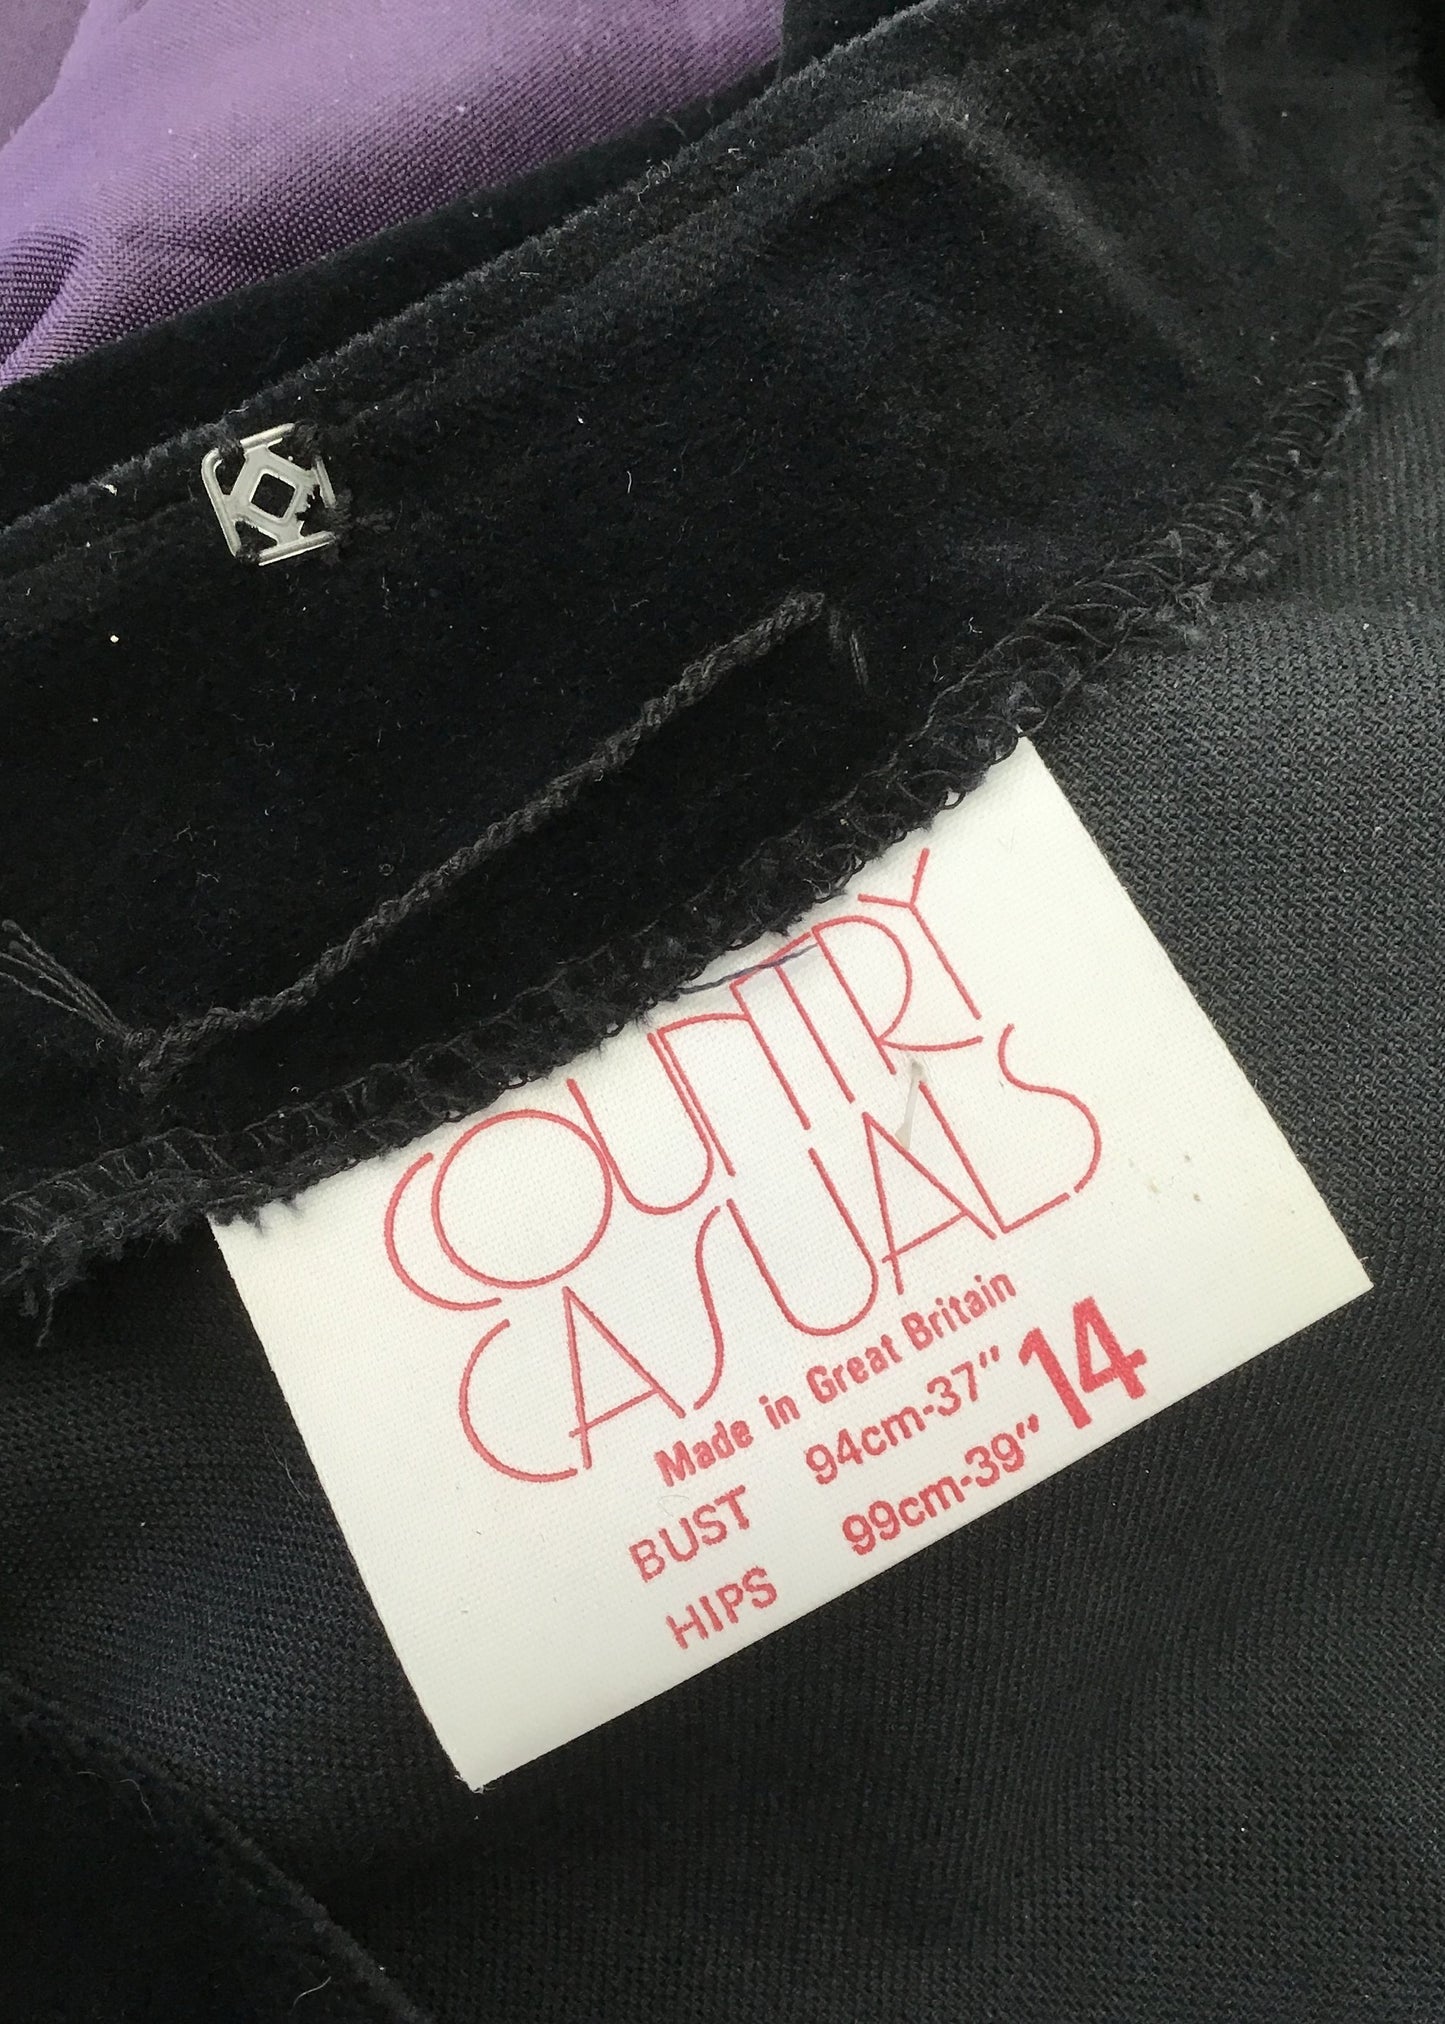 COUNTRY
CASUALS
Made in Great Britain
BUST 94cm-37" 14
HIPS 99cm-39"